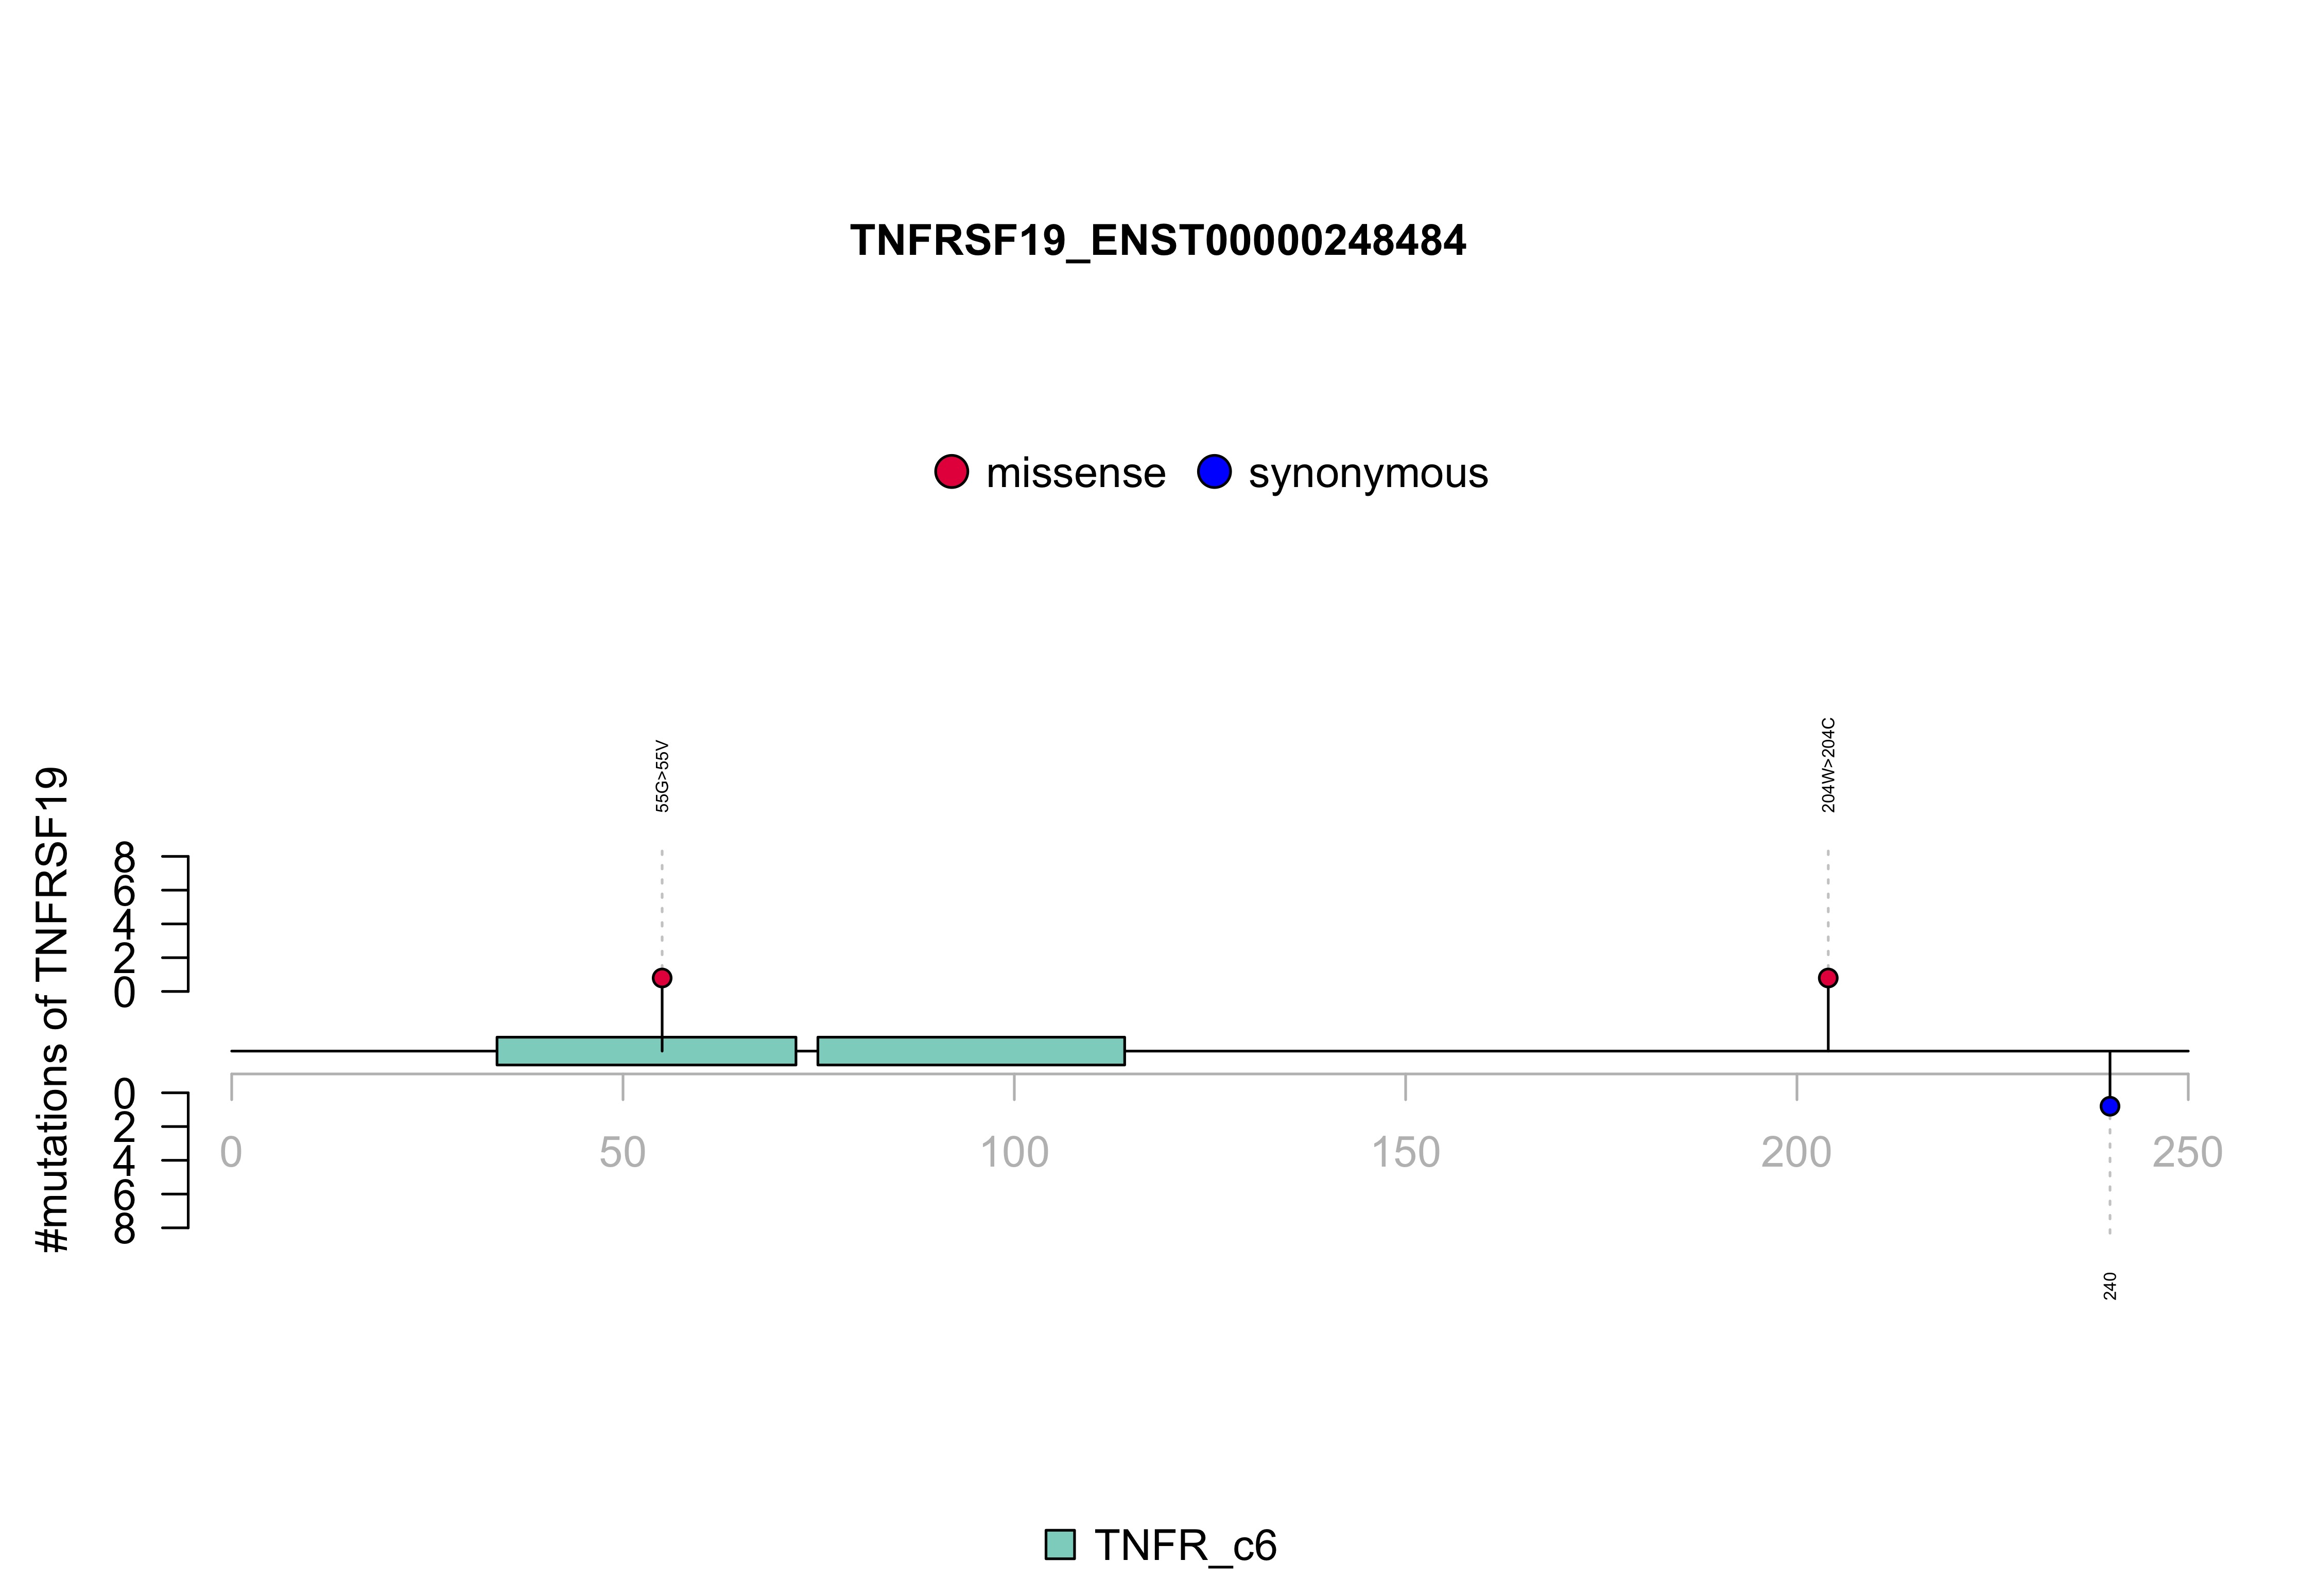 TNFRSF19_ENST00000248484
missense synonymous
55G>55V
204W>204C
#mutations of TNFRSF19
8
6
4
2
0
0
2
4
6
8
0 50 100 150 200 250
240
TNFR_c6